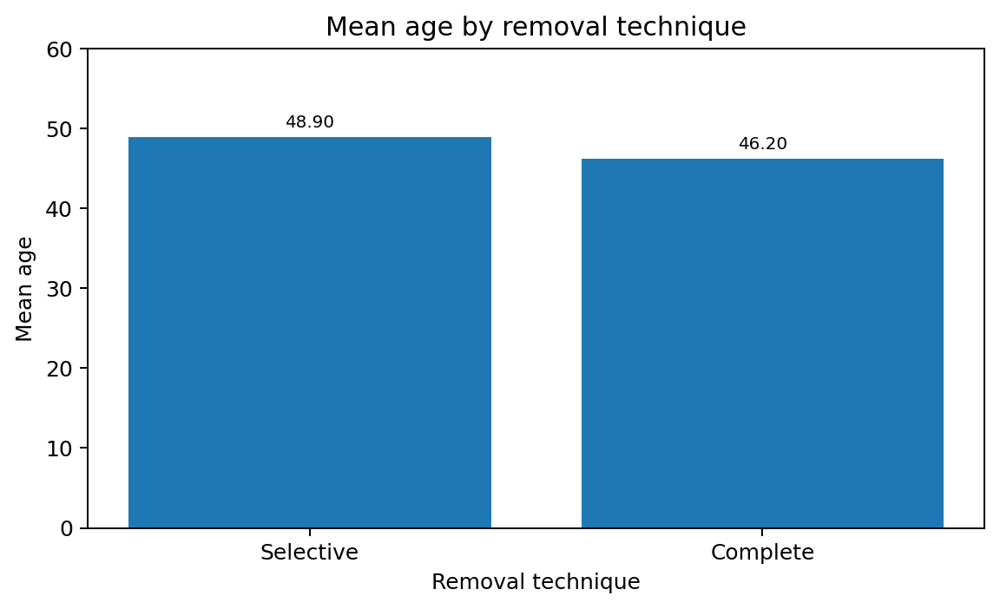 Mean age by removal technique
60
50
40
30
20
10
0
Mean age
48.90
46.20
Selective
Complete
Removal technique